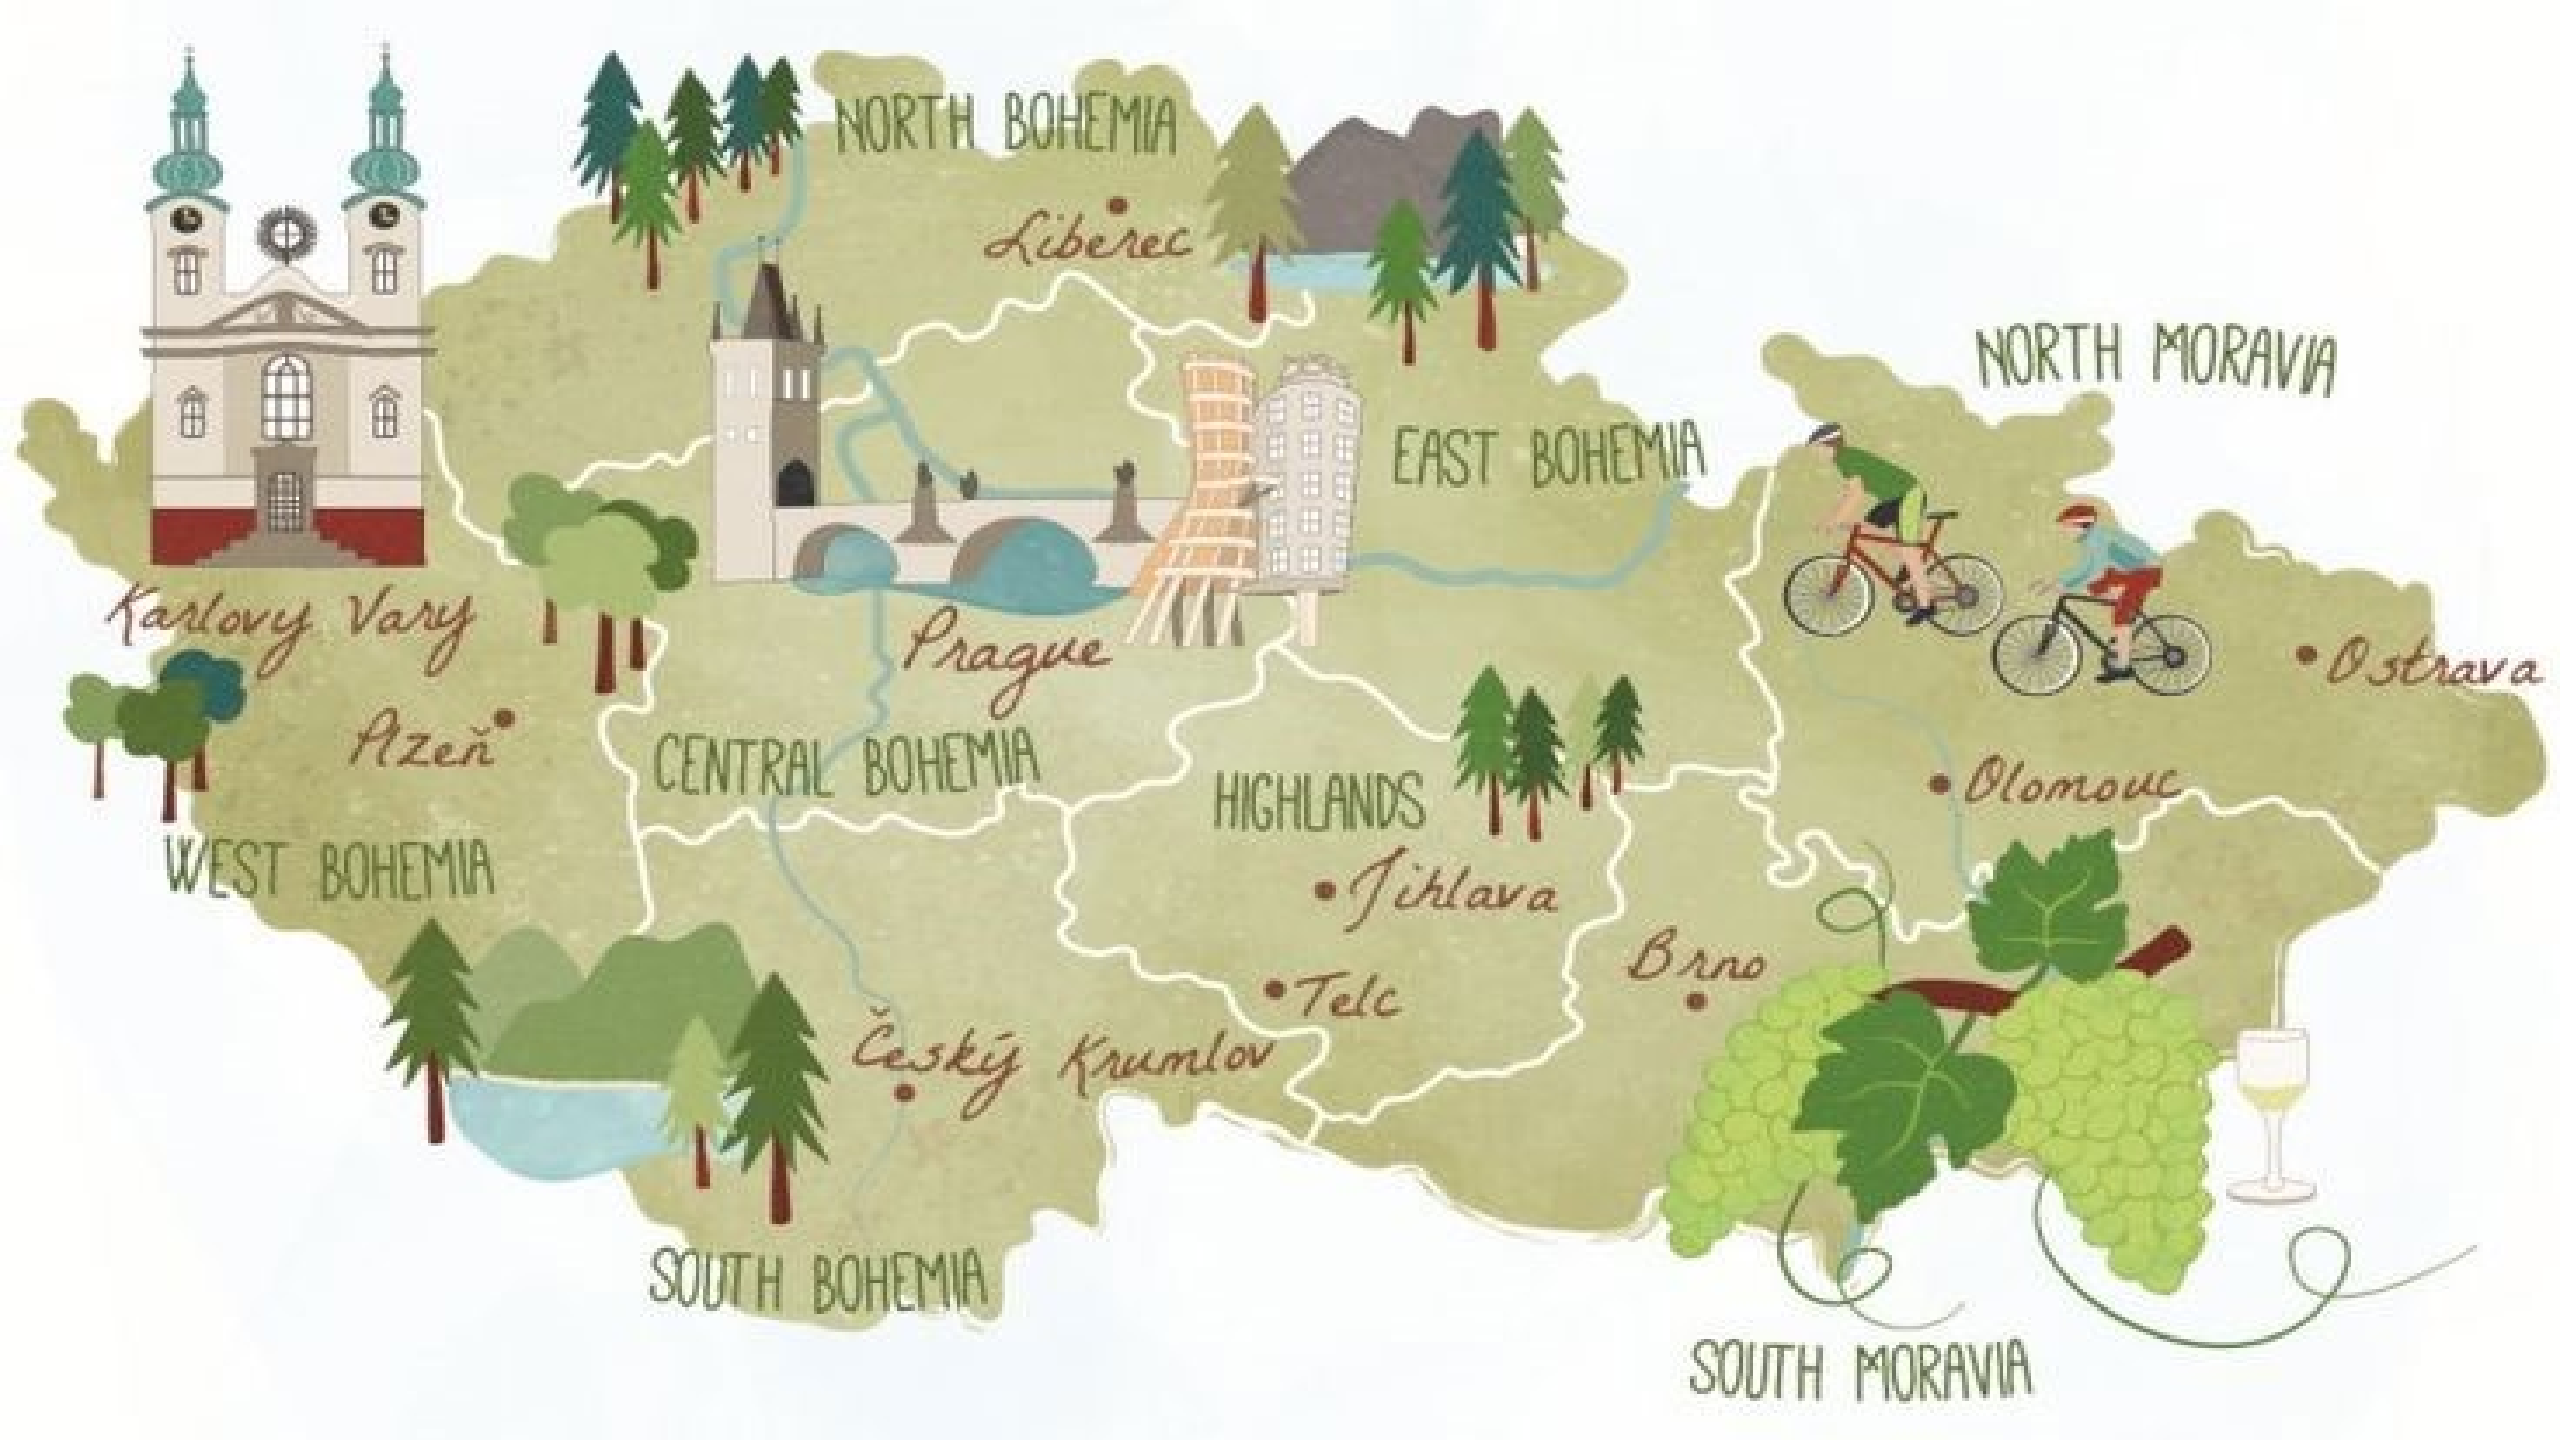 NORTH BOHEMIA
Liberec
NORTH MORAVIA
EAST BOHEMIA
Karlovy Vary
Prague
Ostrava
Plzeň
CENTRAL BOHEMIA
HIGHLANDS
Olomouc
WEST BOHEMIA
Jihlava
Brno
Telc
Český Krumlov
SOUTH BOHEMIA
SOUTH MORAVIA